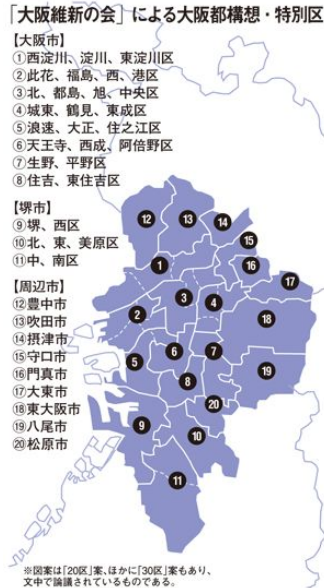 「大阪維新の会」による大阪都構想・特別区
【大阪市】
①西淀川、淀川、東淀川区
②此花、福島、西、港区
③北、都島、旭、中央区
④城東、鶴見、東成区
⑤浪速、大正、住之江区
⑥天王寺、西成、阿倍野区
⑦生野、平野区
⑧住吉、東住吉区
【堺市】
⑨堺、西区
⑩北、東、美原区
⑪中、南区
【周辺市】
⑫豊中市
⑬吹田市
⑭摂津市
⑮守口市
⑯門真市
⑰大東市
⑱東大阪市
⑲八尾市
⑳松原市
12
13
14
15
1
16
17
3
4
2
18
6
7
5
19
8
20
9
10
11
※図案は「20区」案、ほかに「30区」案もあり、
文中で論議されているものである。